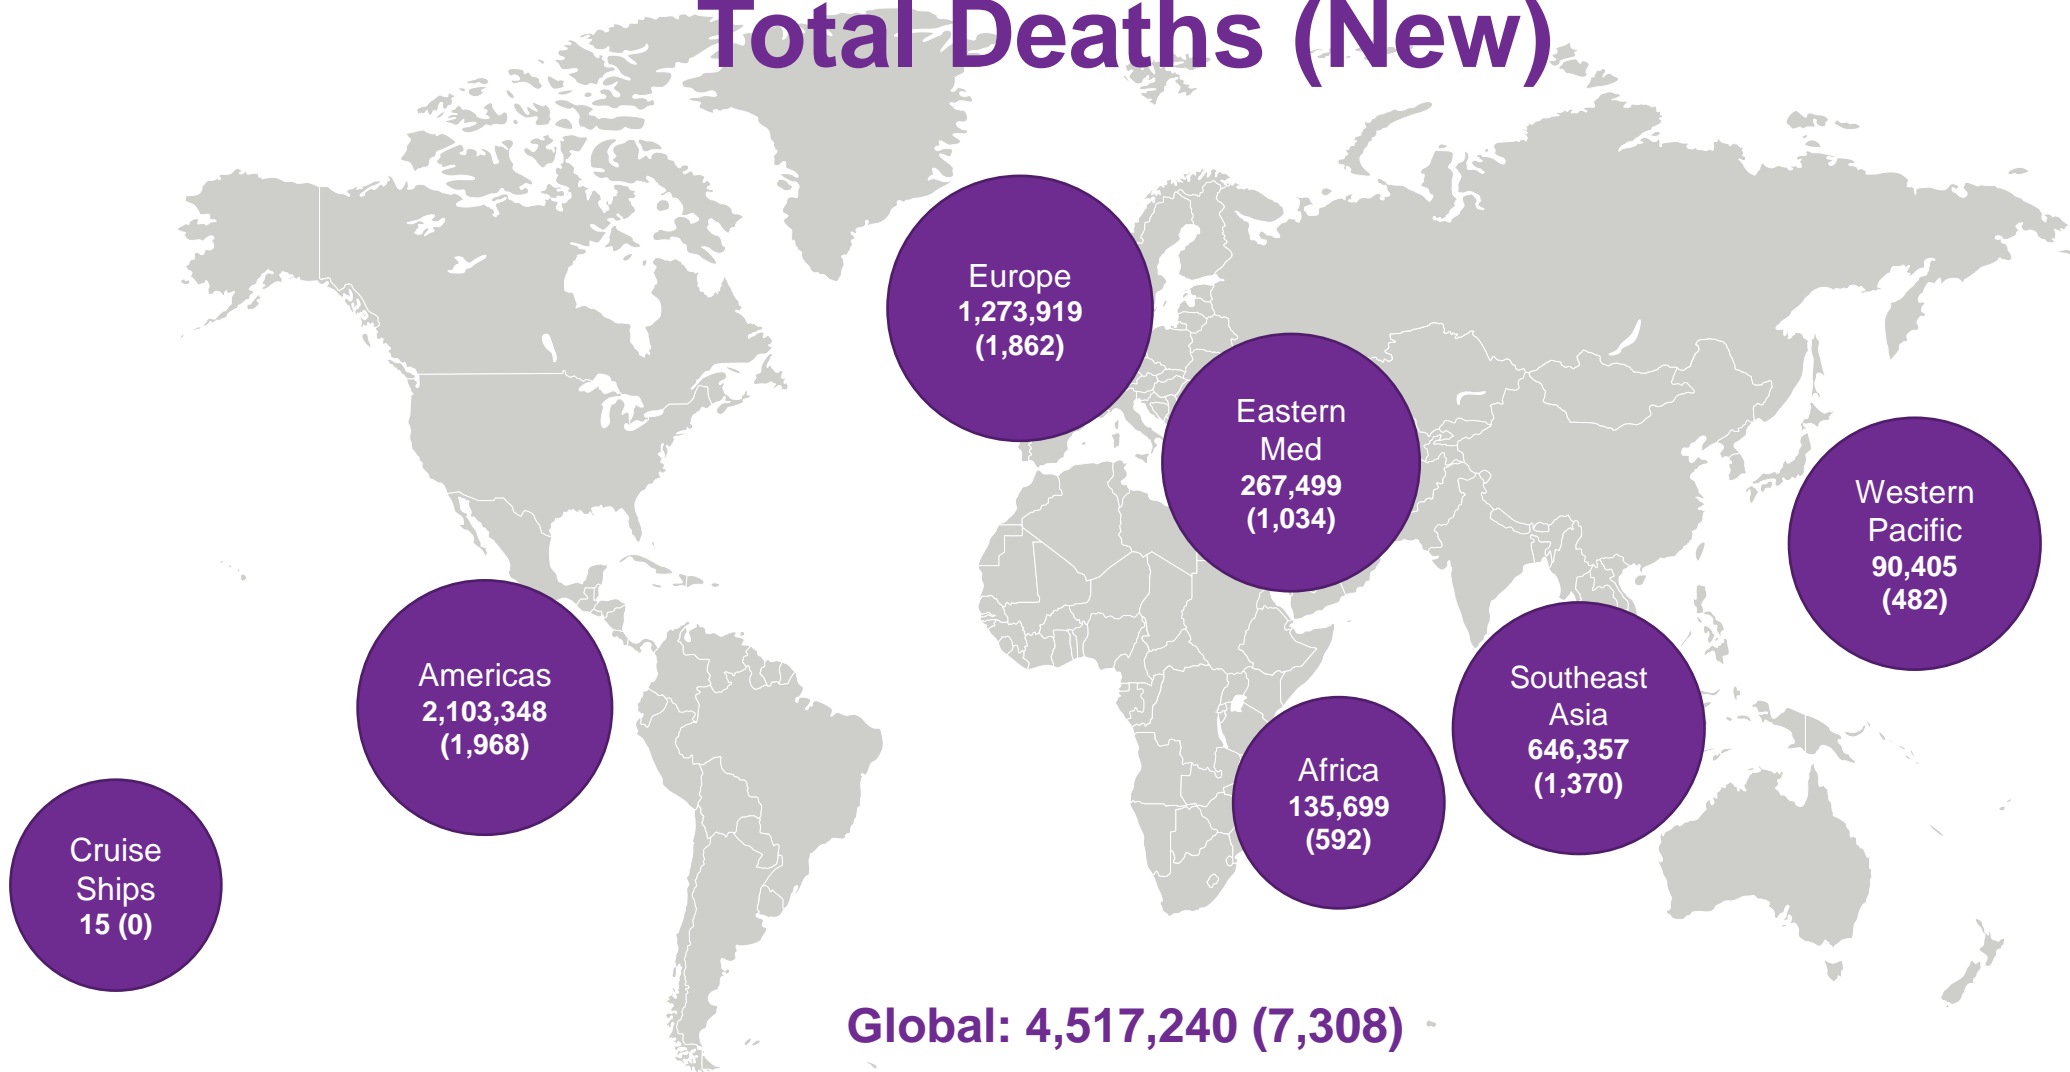 Total Deaths (New)
Europe
1,273,919
(1,862)
Eastern
Med
267,499
(1,034)
Western
Pacific
90,405
(482)
Americas
2,103,348
(1,968)
Southeast
Asia
646,357
(1,370)
Africa
135,699
(592)
Cruise
Ships
15 (0)
Global: 4,517,240 (7,308)